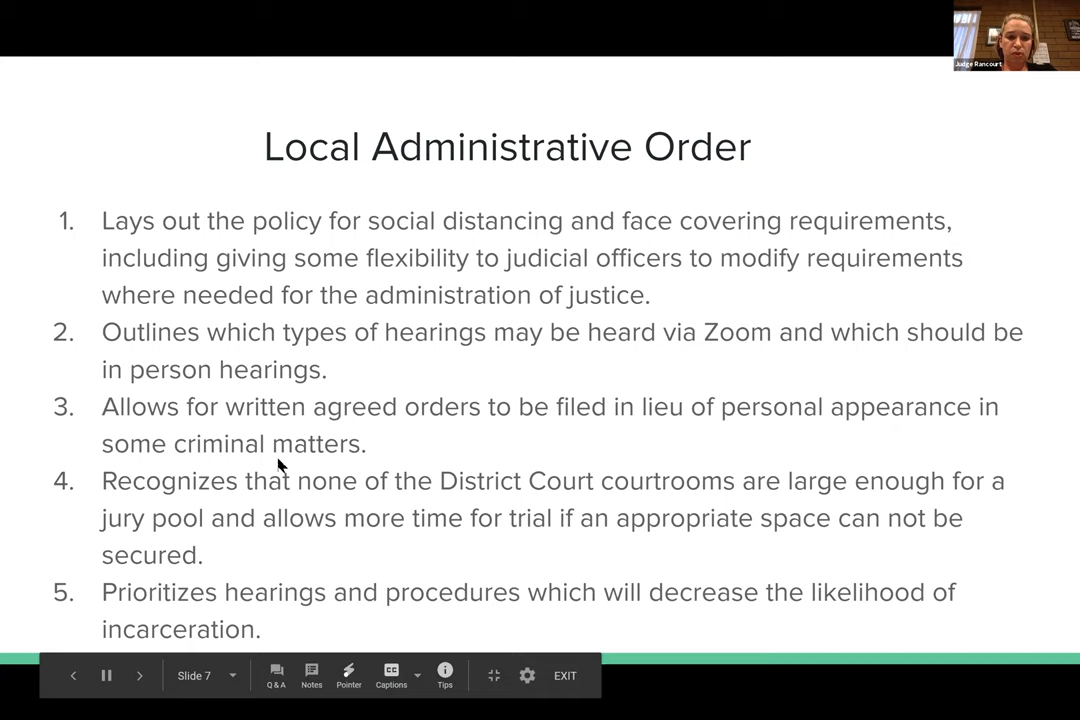 Judge Rancourt
Local Administrative Order
1. Lays out the policy for social distancing and face covering requirements,
including giving some flexibility to judicial officers to modify requirements
where needed for the administration of justice.
2. Outlines which types of hearings may be heard via Zoom and which should be
in person hearings.
3. Allows for written agreed orders to be filed in lieu of personal appearance in
some criminal matters.
4. Recognizes that none of the District Court courtrooms are large enough for a
jury pool and allows more time for trial if an appropriate space can not be
secured.
5. Prioritizes hearings and procedures which will decrease the likelihood of
incarceration.
Slide 7
Q & A
Notes
Pointer
CC
Captions
Tips
EXIT